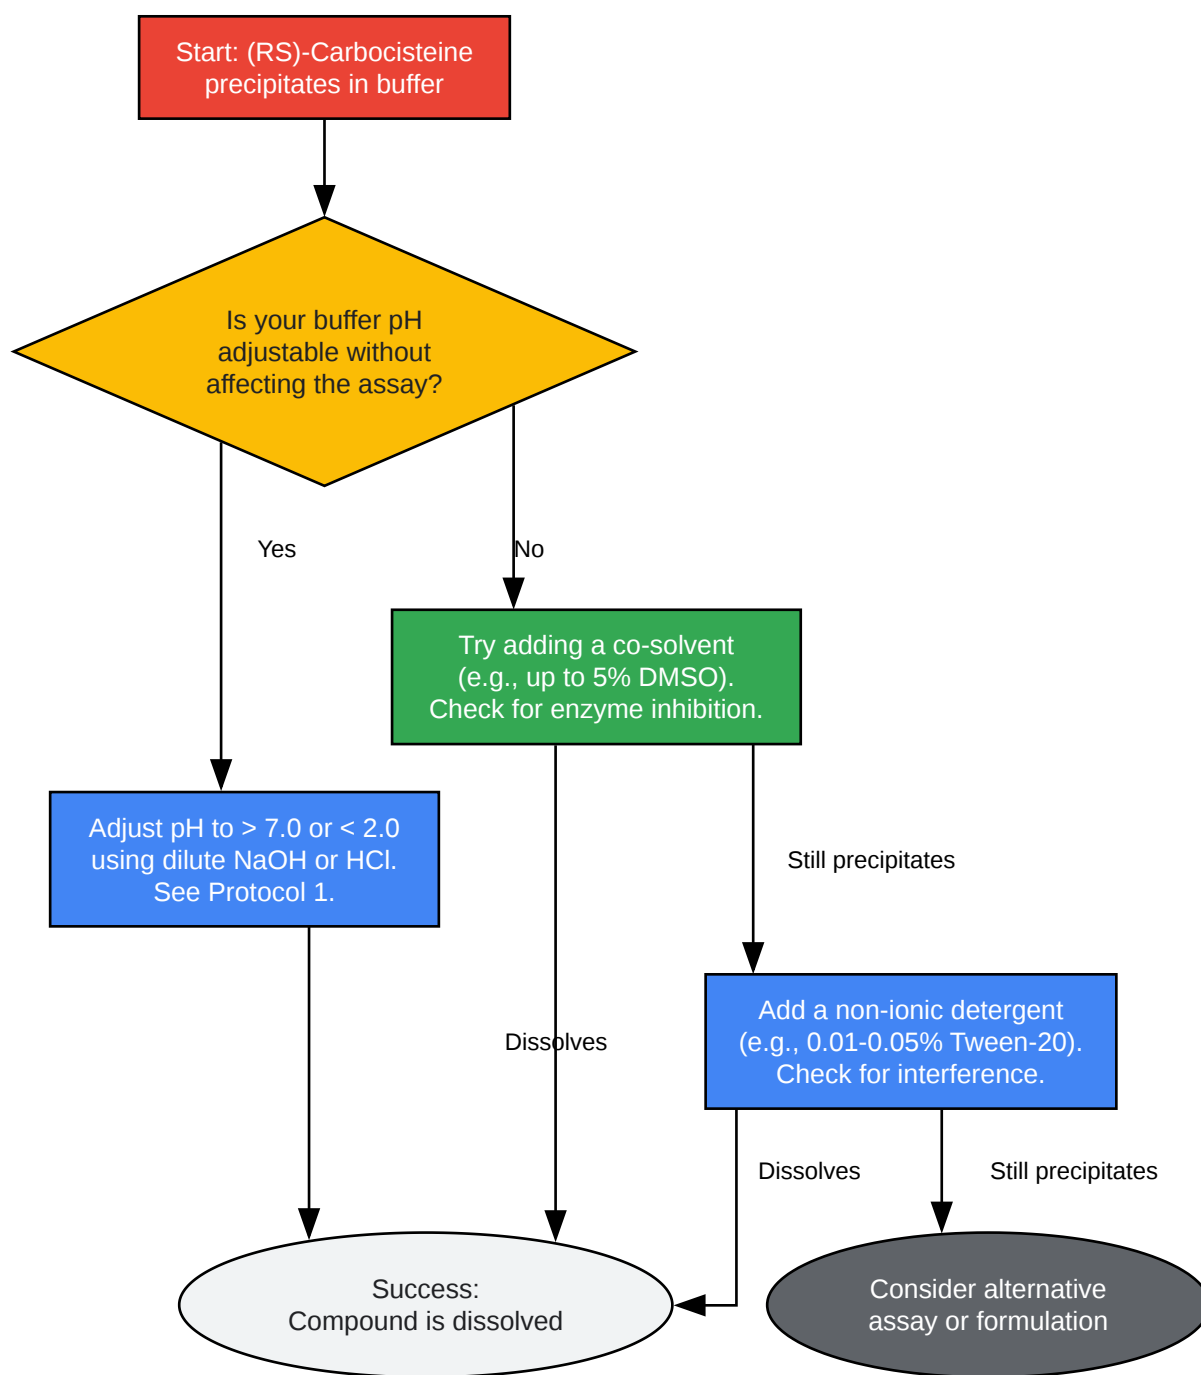 Start: (RS)-Carbocisteine
precipitates in buffer
Is your buffer pH
adjustable without
affecting the assay?
Yes
No
Try adding a co-solvent
(e.g., up to 5% DMSO).
Check for enzyme inhibition.
Adjust pH to > 7.0 or < 2.0
using dilute NaOH or HCl.
See Protocol 1.
Still precipitates
Add a non-ionic detergent
(e.g., 0.01-0.05% Tween-20).
Check for interference.
Dissolves
Dissolves
Still precipitates
Success:
Compound is dissolved
Consider alternative
assay or formulation